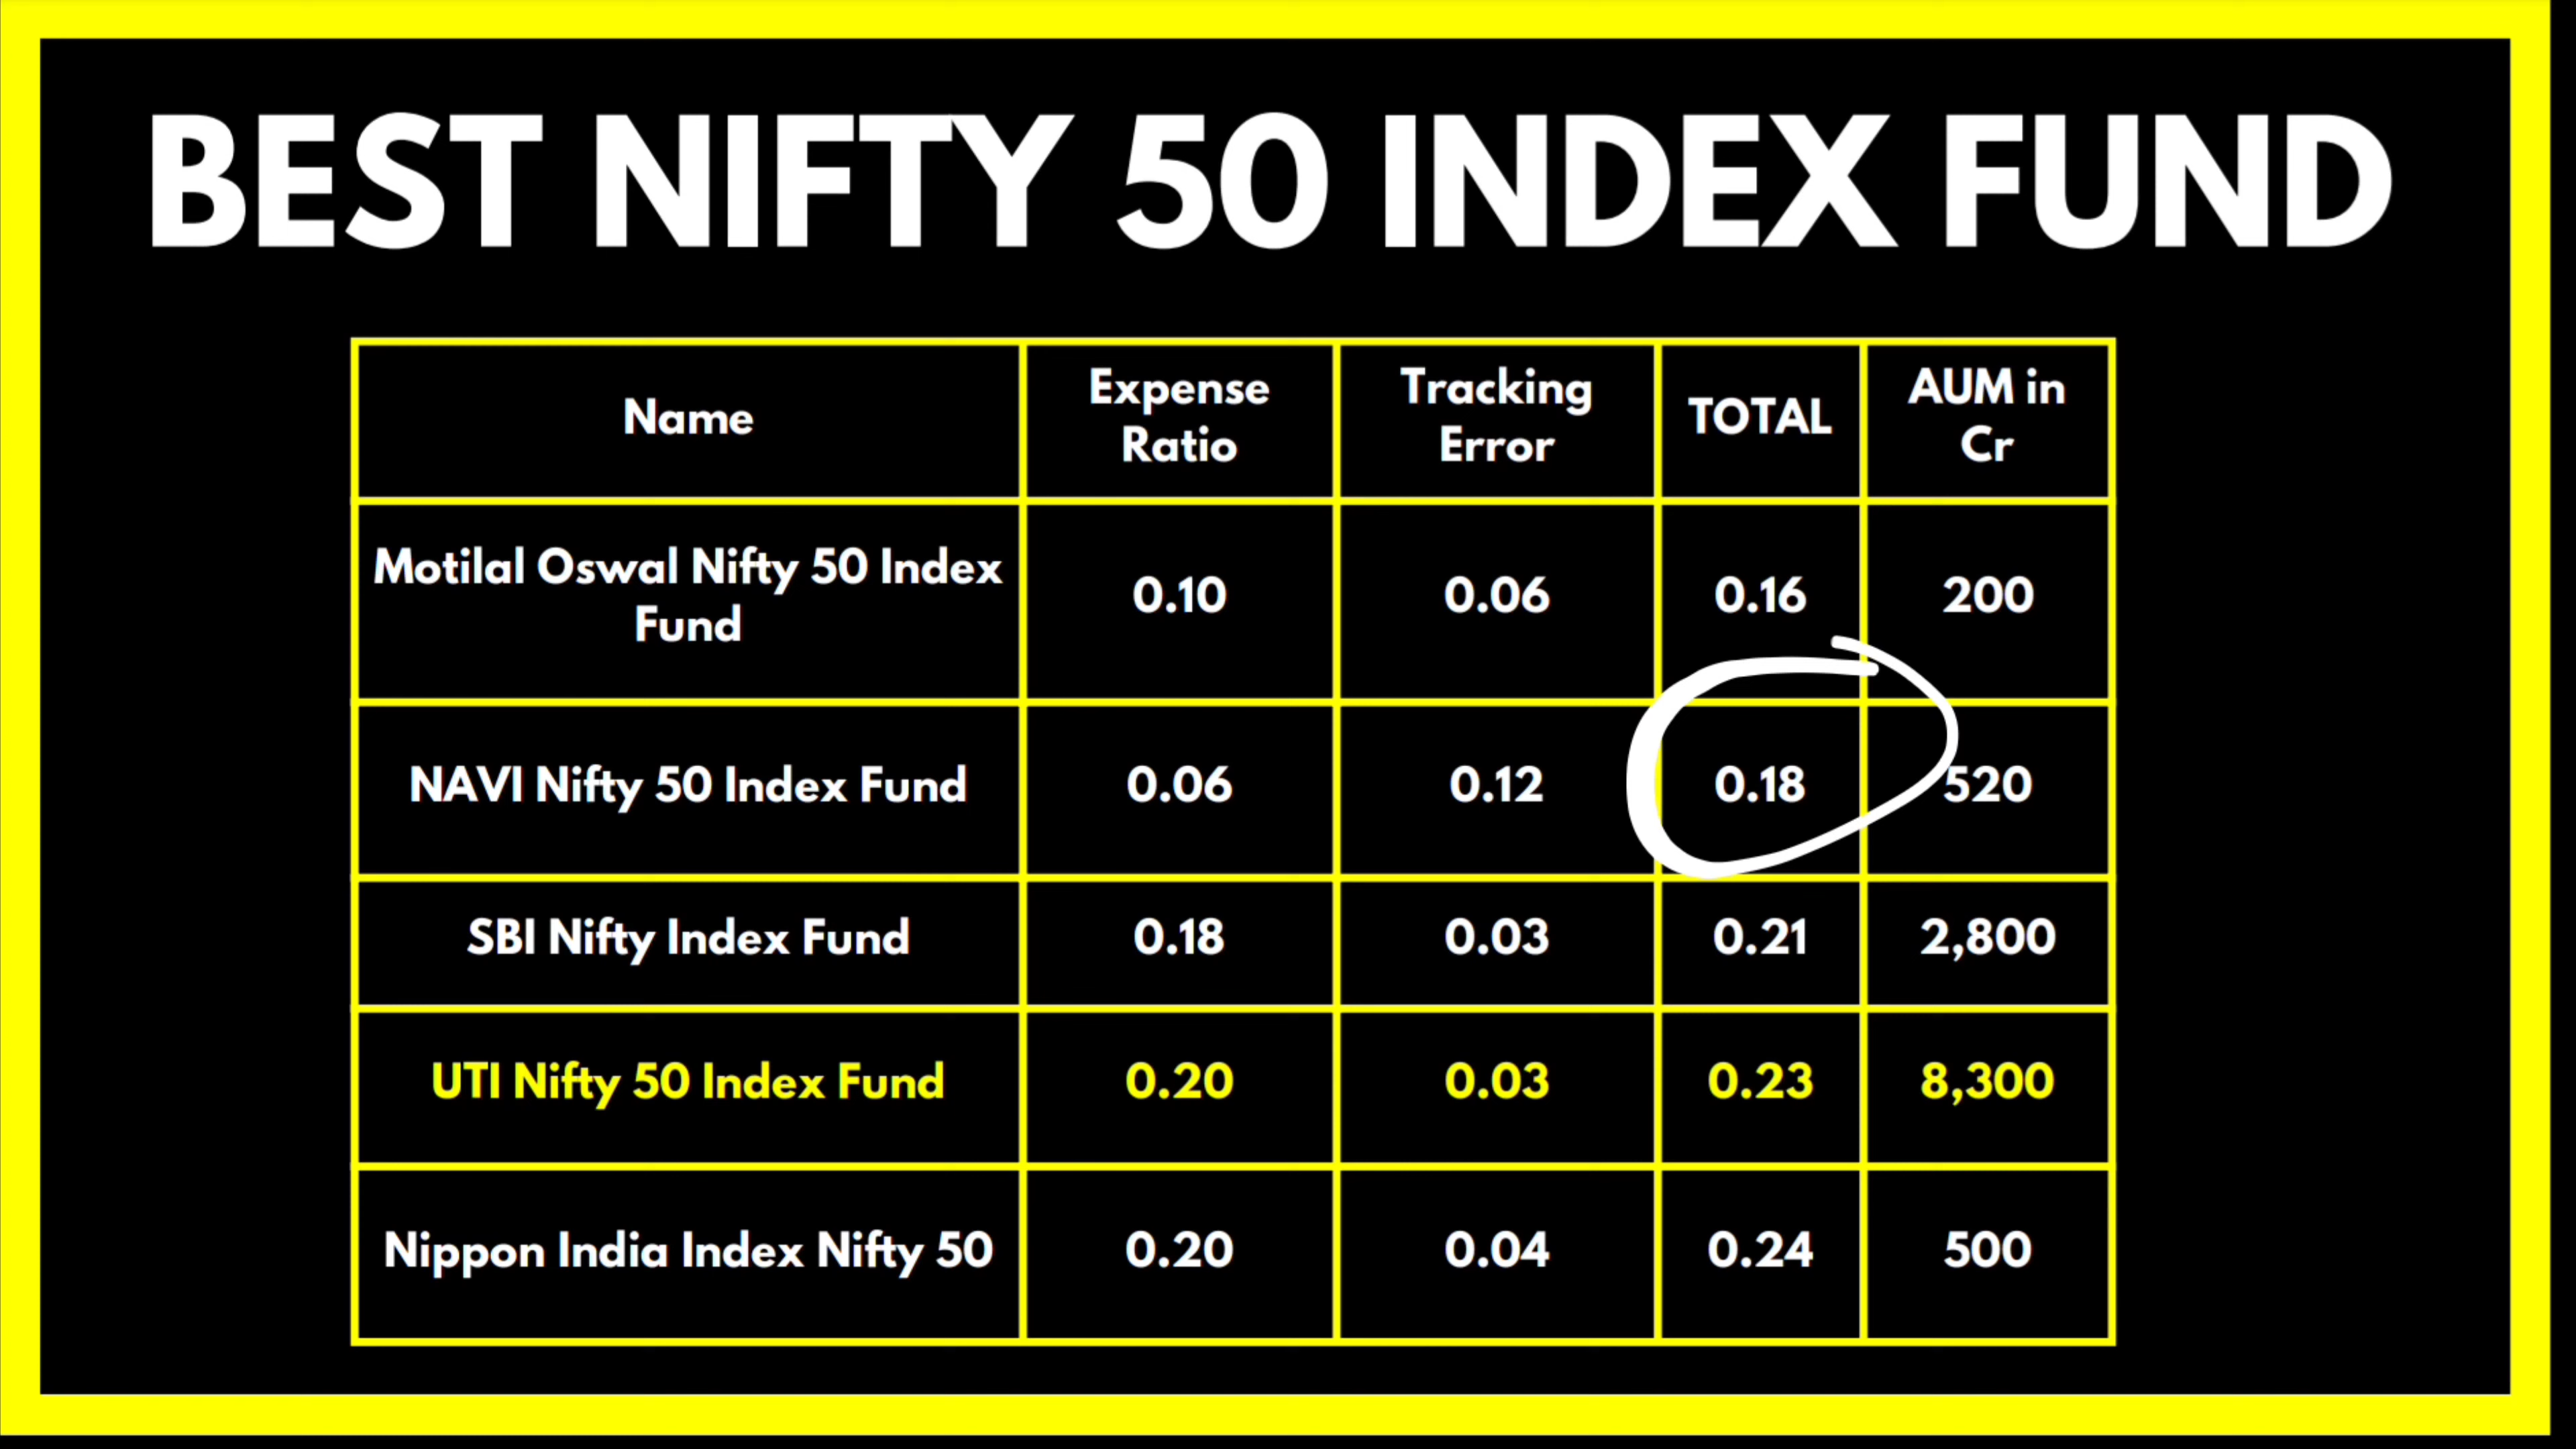 BEST NIFTY 50 INDEX FUND
Name
Expense
Ratio
Tracking
Error
TOTAL
AUM in
Cr
Motilal Oswal Nifty 50 Index
Fund
0.10
0.06
0.16
200
NAVI Nifty 50 Index Fund
0.06
0.12
0.18
520
SBI Nifty Index Fund
0.18
0.03
0.21
2,800
UTI Nifty 50 Index Fund
0.20
0.03
0.23
8,300
Nippon India Index Nifty 50
0.20
0.04
0.24
500